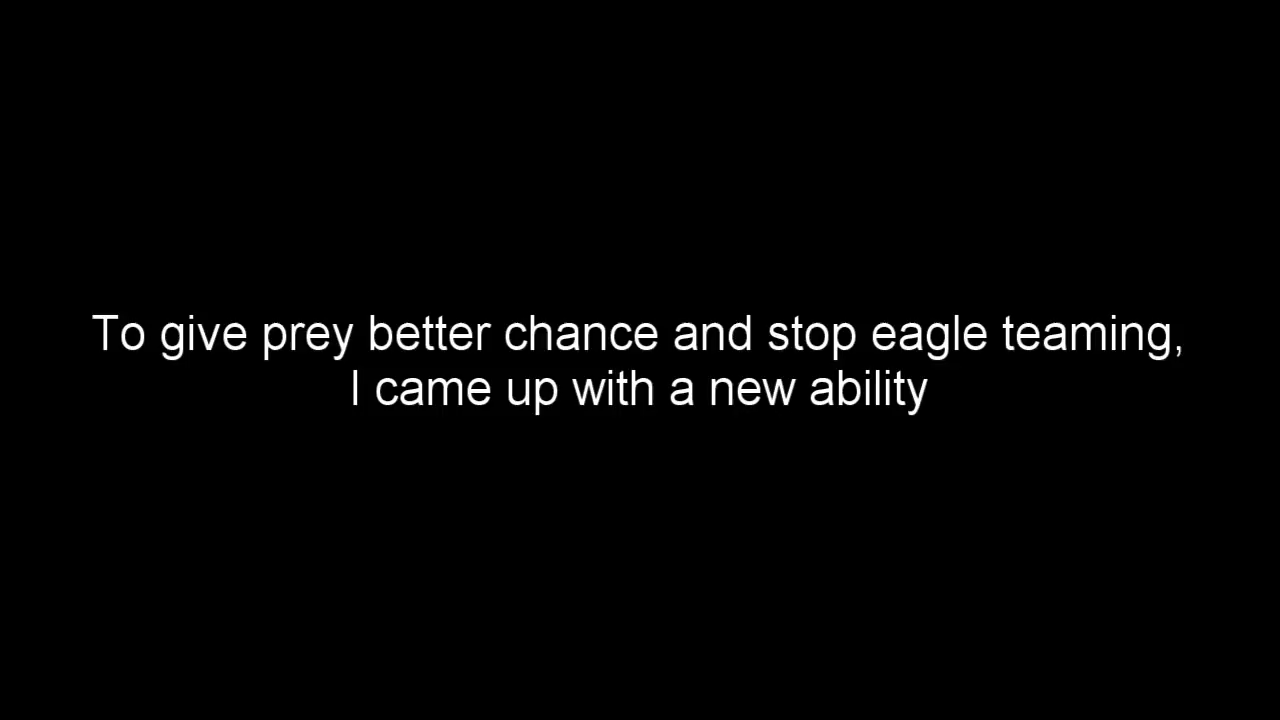 To give prey better chance and stop eagle teaming,
I came up with a new ability